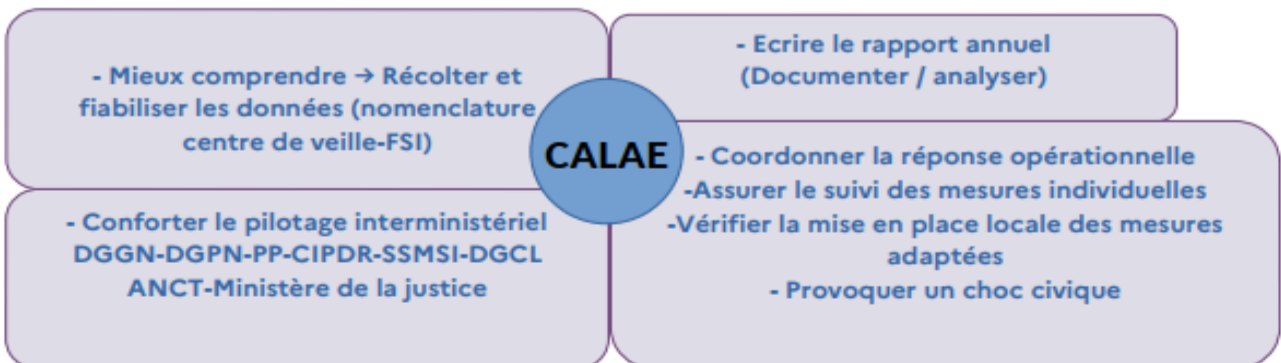 - Mieux comprendre → Récolter et
fiabiliser les données (nomenclature
centre de veille-FSI)
- Ecrire le rapport annuel
(Documenter / analyser)
CALAE
- Conforter le pilotage interministériel
DGGN-DGPN-PP-CIPDR-SSMSI-DGCL
ANCT-Ministère de la justice
- Coordonner la réponse opérationnelle
-Assurer le suivi des mesures individuelles
-Vérifier la mise en place locale des mesures
adaptées
- Provoquer un choc civique